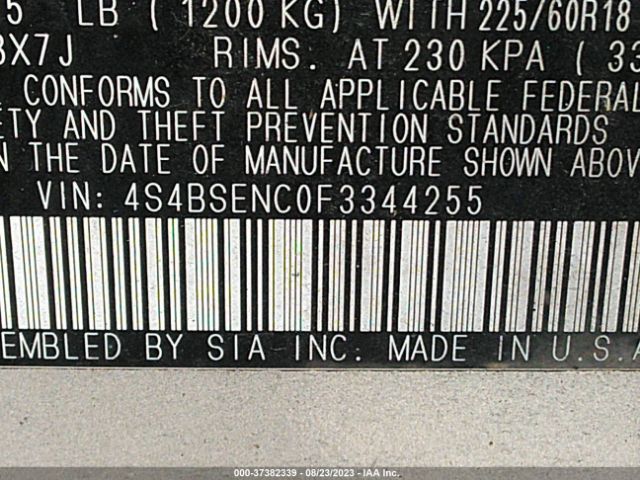 5 LB ( 1200 KG) WITH 225/60R18
X7J RIMS. AT 230 KPA ( 33
CONFORMS TO ALL APPLICABLE FEDERA
ETY AND THEFT PREVENTION STANDARDS
N THE DATE OF MANUFACTURE SHOWN ABOV
VIN: 4S4BSENC0F3344255
EMBLED BY SIA INC. MADE IN U.S.A
000-37382339 - 08/23/2023 - IAA Inc.